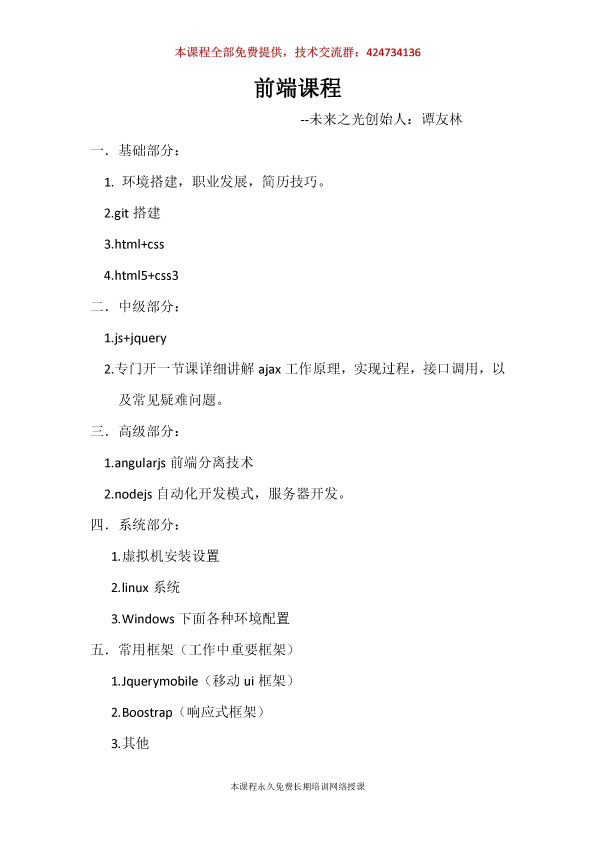 本课程全部免费提供，技术交流群：424734136
前端课程
--未来之光创始人：谭友林
一．基础部分：
1. 环境搭建，职业发展，简历技巧。
2.git 搭建
3.html+css
4.html5+css3
二．中级部分：
1.js+jquery
2.专门开一节课详细讲解 ajax 工作原理，实现过程，接口调用，以
及常见疑难问题。
三．高级部分：
1.angularjs 前端分离技术
2.nodejs 自动化开发模式，服务器开发。
四．系统部分：
1.虚拟机安装设置
2.linux 系统
3.Windows 下面各种环境配置
五．常用框架（工作中重要框架）
1.Jquerymobile（移动 ui 框架）
2.Boostrap（响应式框架）
3.其他
本课程永久免费长期培训网络授课